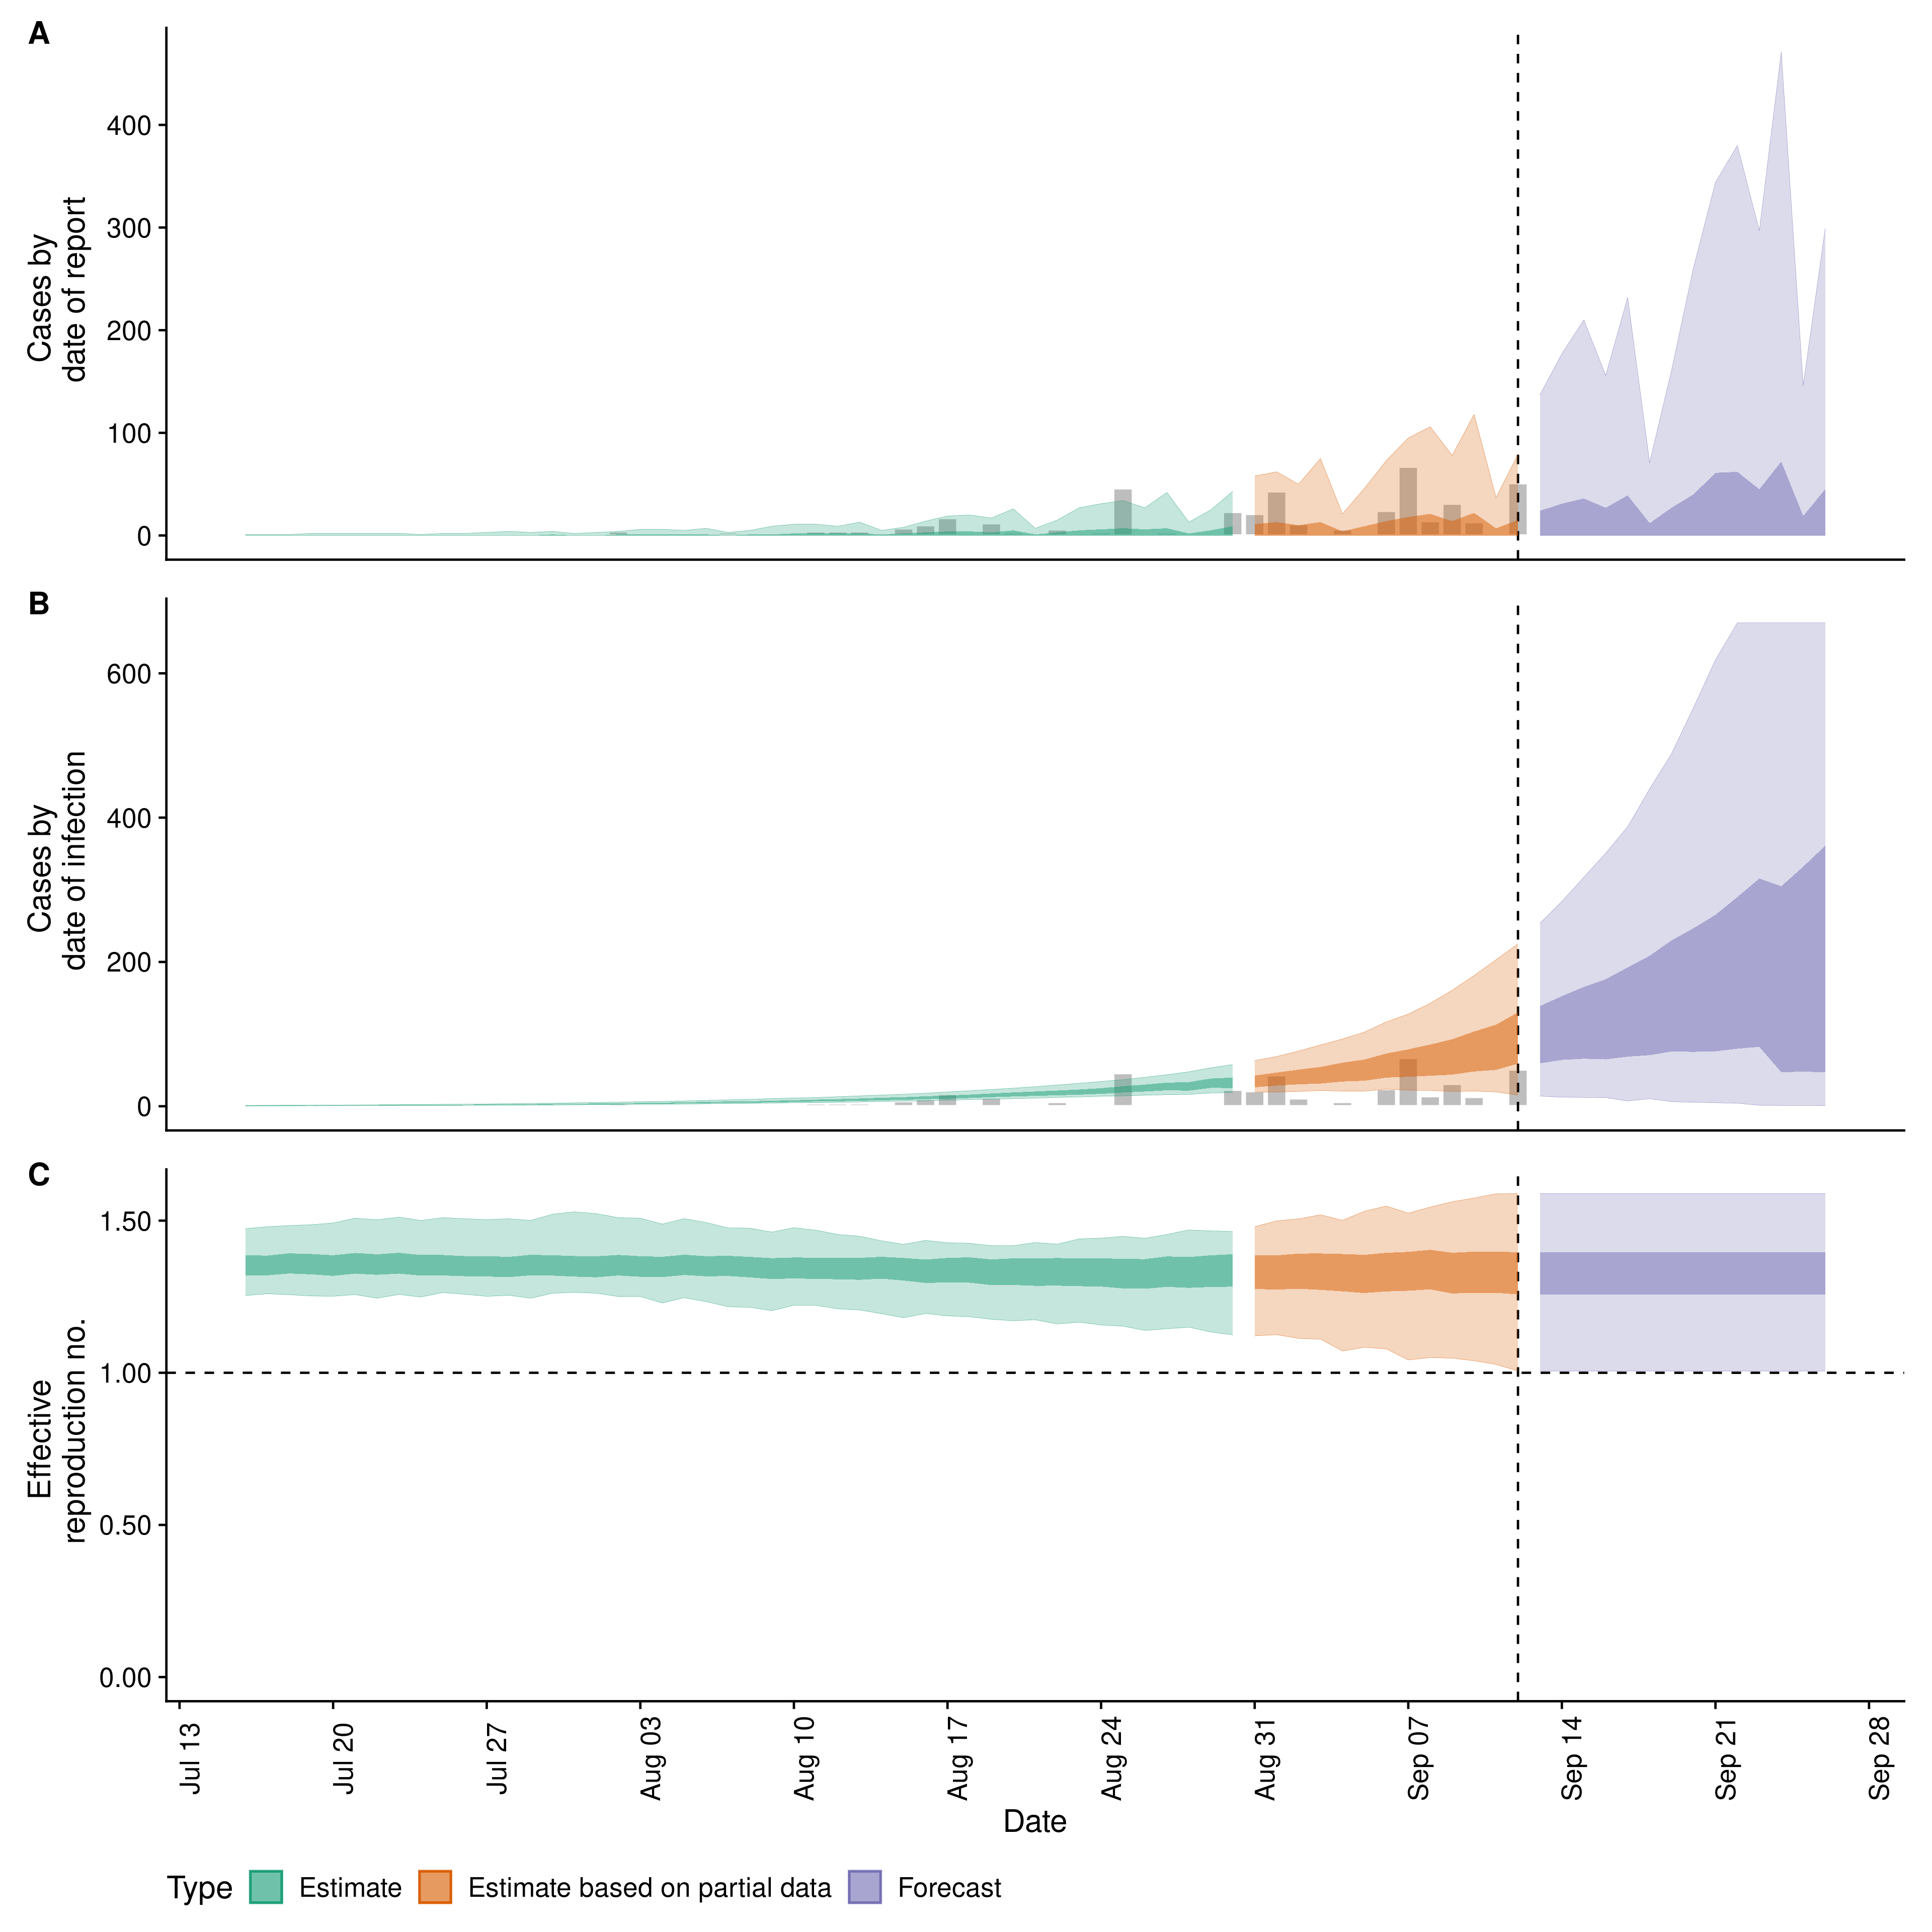 A
Cases by
date of report
400
300
200
100
0
B
Cases by
date of infection
600
400
200
0
C
Effective
reproduction no.
1.50
1.00
0.50
0.00
Jul 13
Jul 20
Jul 27
Aug 03
Aug 10
Aug 17
Aug 24
Aug 31
Sep 07
Sep 14
Sep 21
Sep 28
Date
Type Estimate Estimate based on partial data Forecast